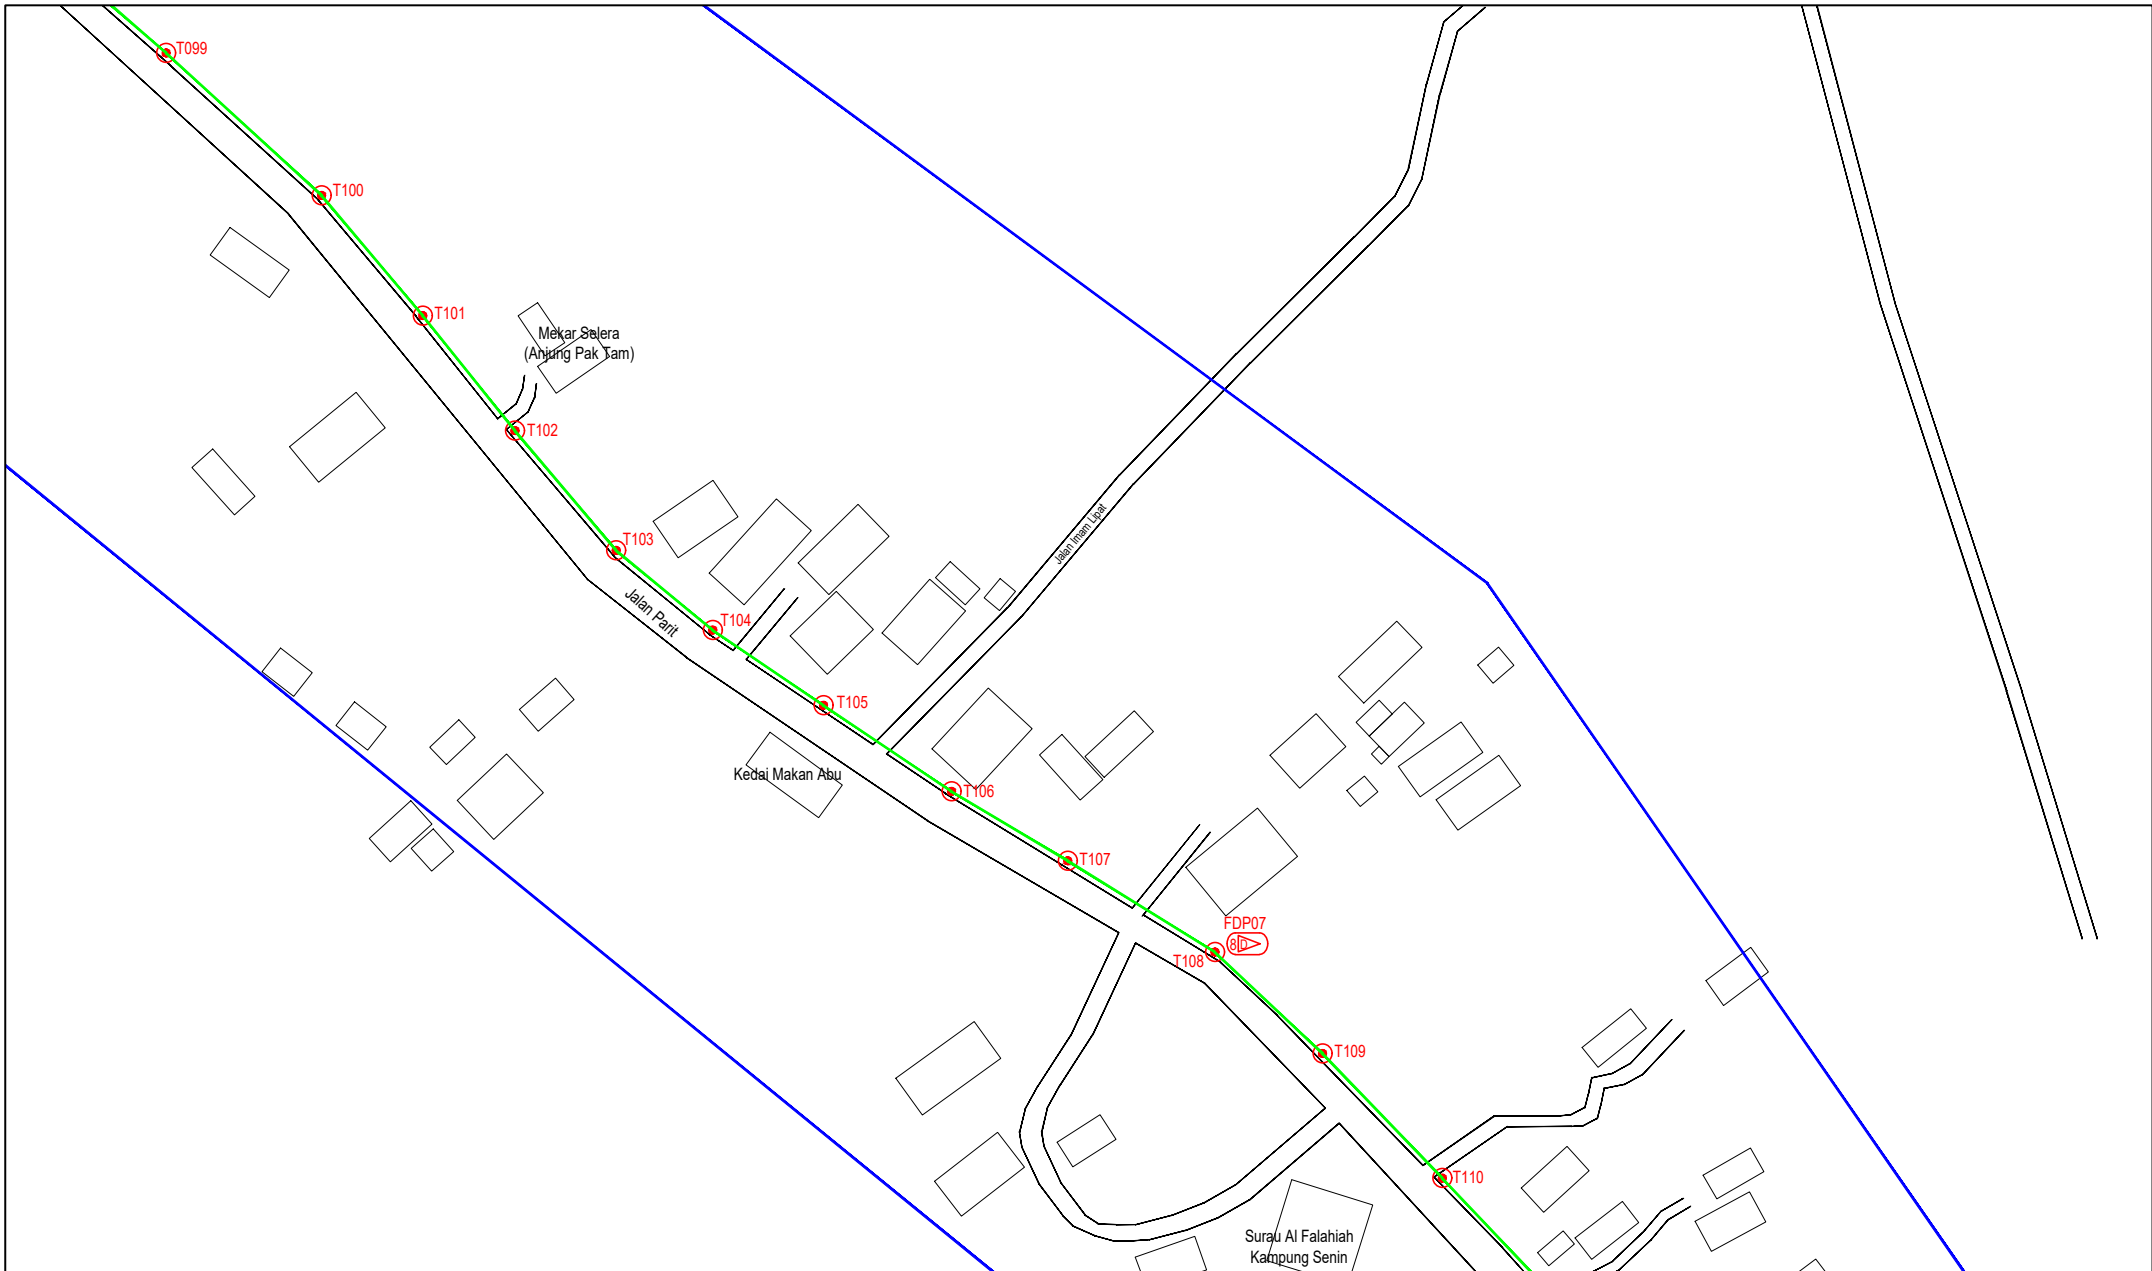 T099
T100
T101
Mekar Selera
(Anjung Pak Tam)
T102
Jalan Imam Lipat
T103
Jalan Parit
T104
T105
Kedai Makan Abu
T106
T107
FDP07
8D
T108
T109
T110
Surau Al Falahiah
Kampung Senin